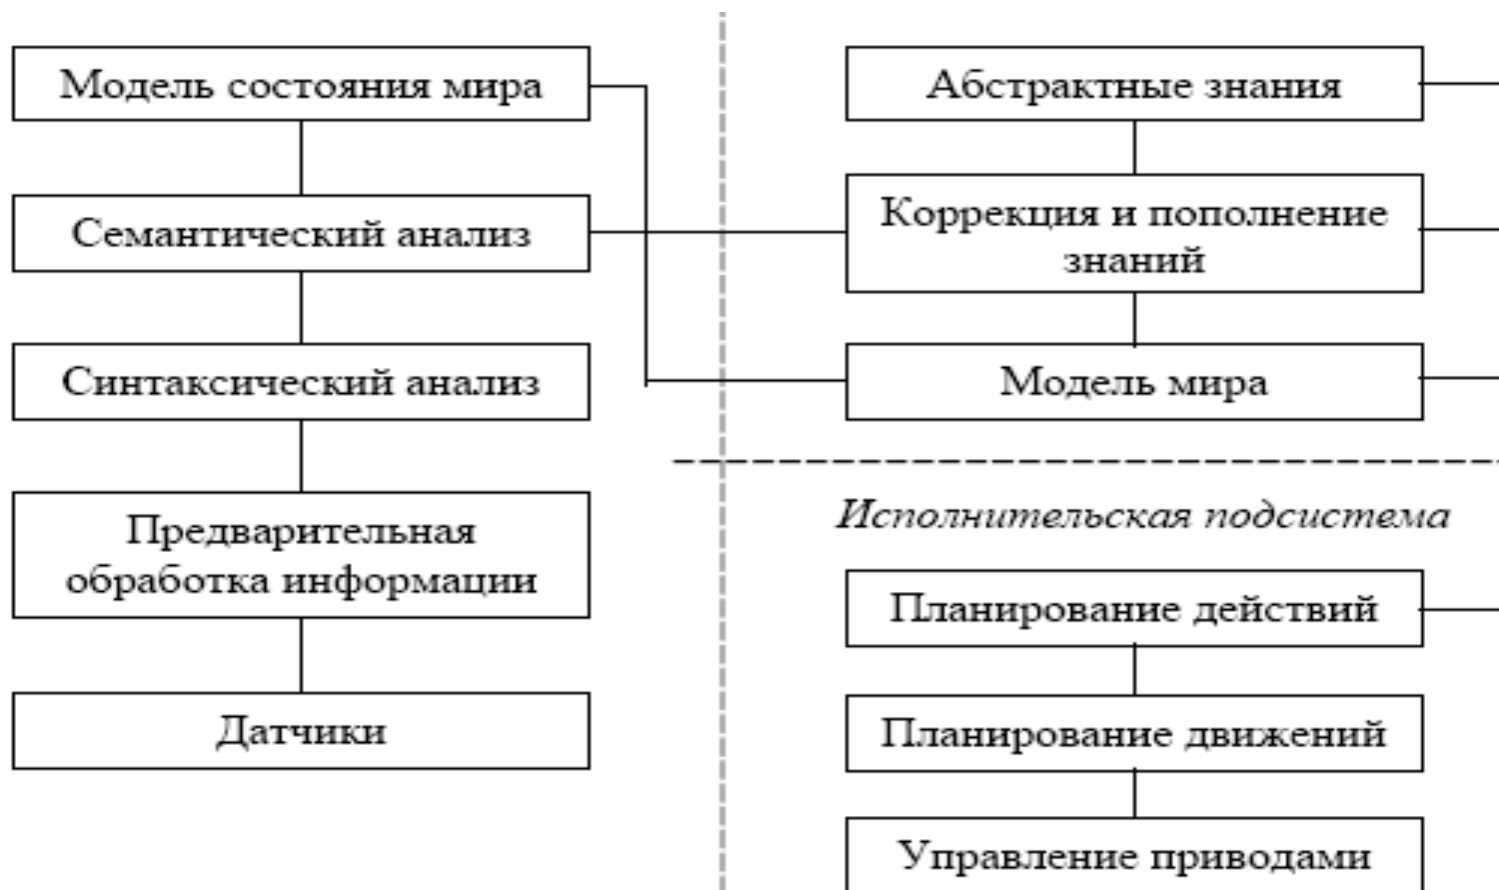 Модель состояния мира
Семантический анализ
Синтаксический анализ
Предварительная
обработка информации
Датчики
Абстрактные знания
Коррекция и пополнение
знаний
Модель мира
Исполнительская подсистема
Планирование действий
Планирование движений
Управление приводами